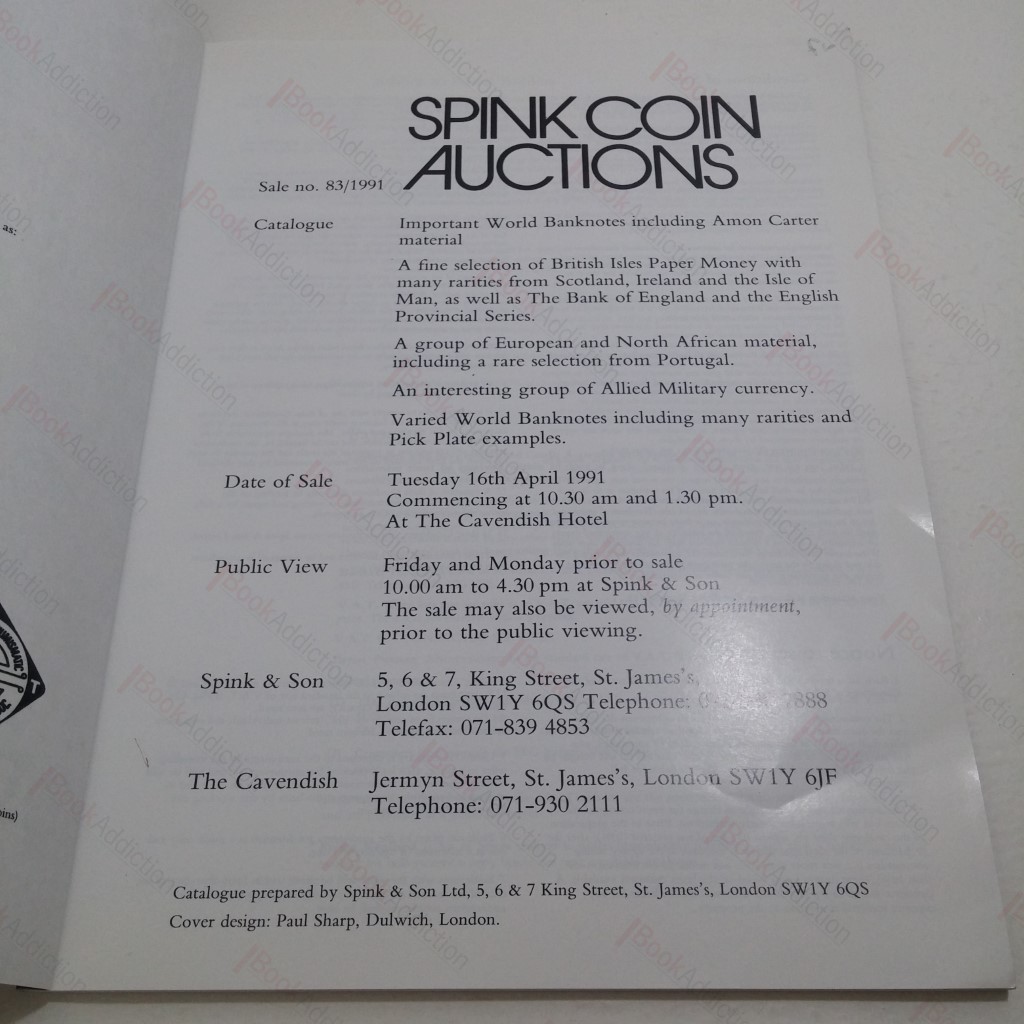 SPINK COIN
AUCTIONS
Sale no. 83/1991
Catalogue
Important World Banknotes including Amon Carter
material
A fine selection of British Isles Paper Money with
many rarities from Scotland, Ireland and the Isle of
Man, as well as The Bank of England and the English
Provincial Series.
A group of European and North African material,
including a rare selection from Portugal.
An interesting group of Allied Military currency.
Varied World Banknotes including many rarities and
Pick Plate examples.
Date of Sale
Tuesday 16th April 1991
Commencing at 10.30 am and 1.30 pm.
At The Cavendish Hotel
Public View
Friday and Monday prior to sale
10.00 am to 4.30 pm at Spink & Son
The sale may also be viewed, by appointment,
prior to the public viewing.
Spink & Son
5, 6 & 7, King Street, St. James's,
London SW1Y 6QS Telephone: 7888
Telefax: 071-839 4853
The Cavendish
Jermyn Street, St. James's, London SW1Y 6JF
Telephone: 071-930 2111
Catalogue prepared by Spink & Son Ltd, 5, 6 & 7 King Street, St. James's, London SW1Y 6QS
Cover design: Paul Sharp, Dulwich, London.
as:
BookAddiction